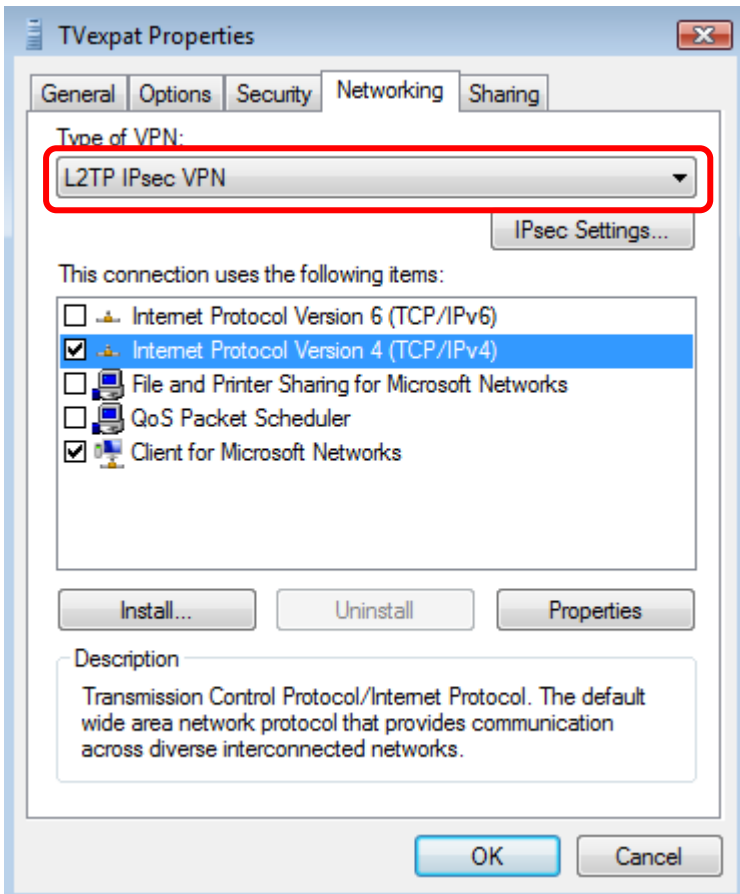 TVexpat Properties
General Options Security Networking Sharing
Type of VPN:
L2TP IPsec VPN
IPsec Settings...
This connection uses the following items:
Internet Protocol Version 6 (TCP/IPv6)
Internet Protocol Version 4 (TCP/IPv4)
File and Printer Sharing for Microsoft Networks
QoS Packet Scheduler
Client for Microsoft Networks
Install... Uninstall Properties
Description
Transmission Control Protocol/Internet Protocol. The default
wide area network protocol that provides communication
across diverse interconnected networks.
OK Cancel